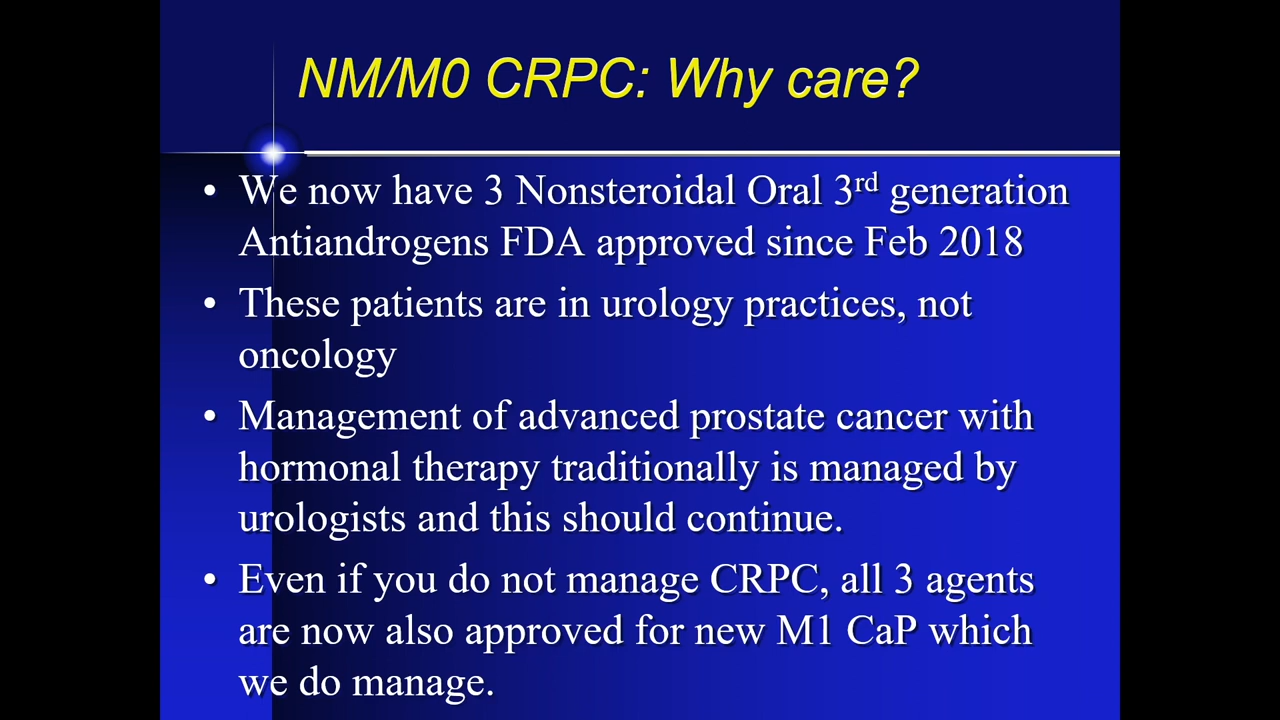 NM/M0 CRPC: Why care?
• We now have 3 Nonsteroidal Oral 3rd generation
Antiandrogens FDA approved since Feb 2018
• These patients are in urology practices, not
oncology
• Management of advanced prostate cancer with
hormonal therapy traditionally is managed by
urologists and this should continue.
• Even if you do not manage CRPC, all 3 agents
are now also approved for new M1 CaP which
we do manage.